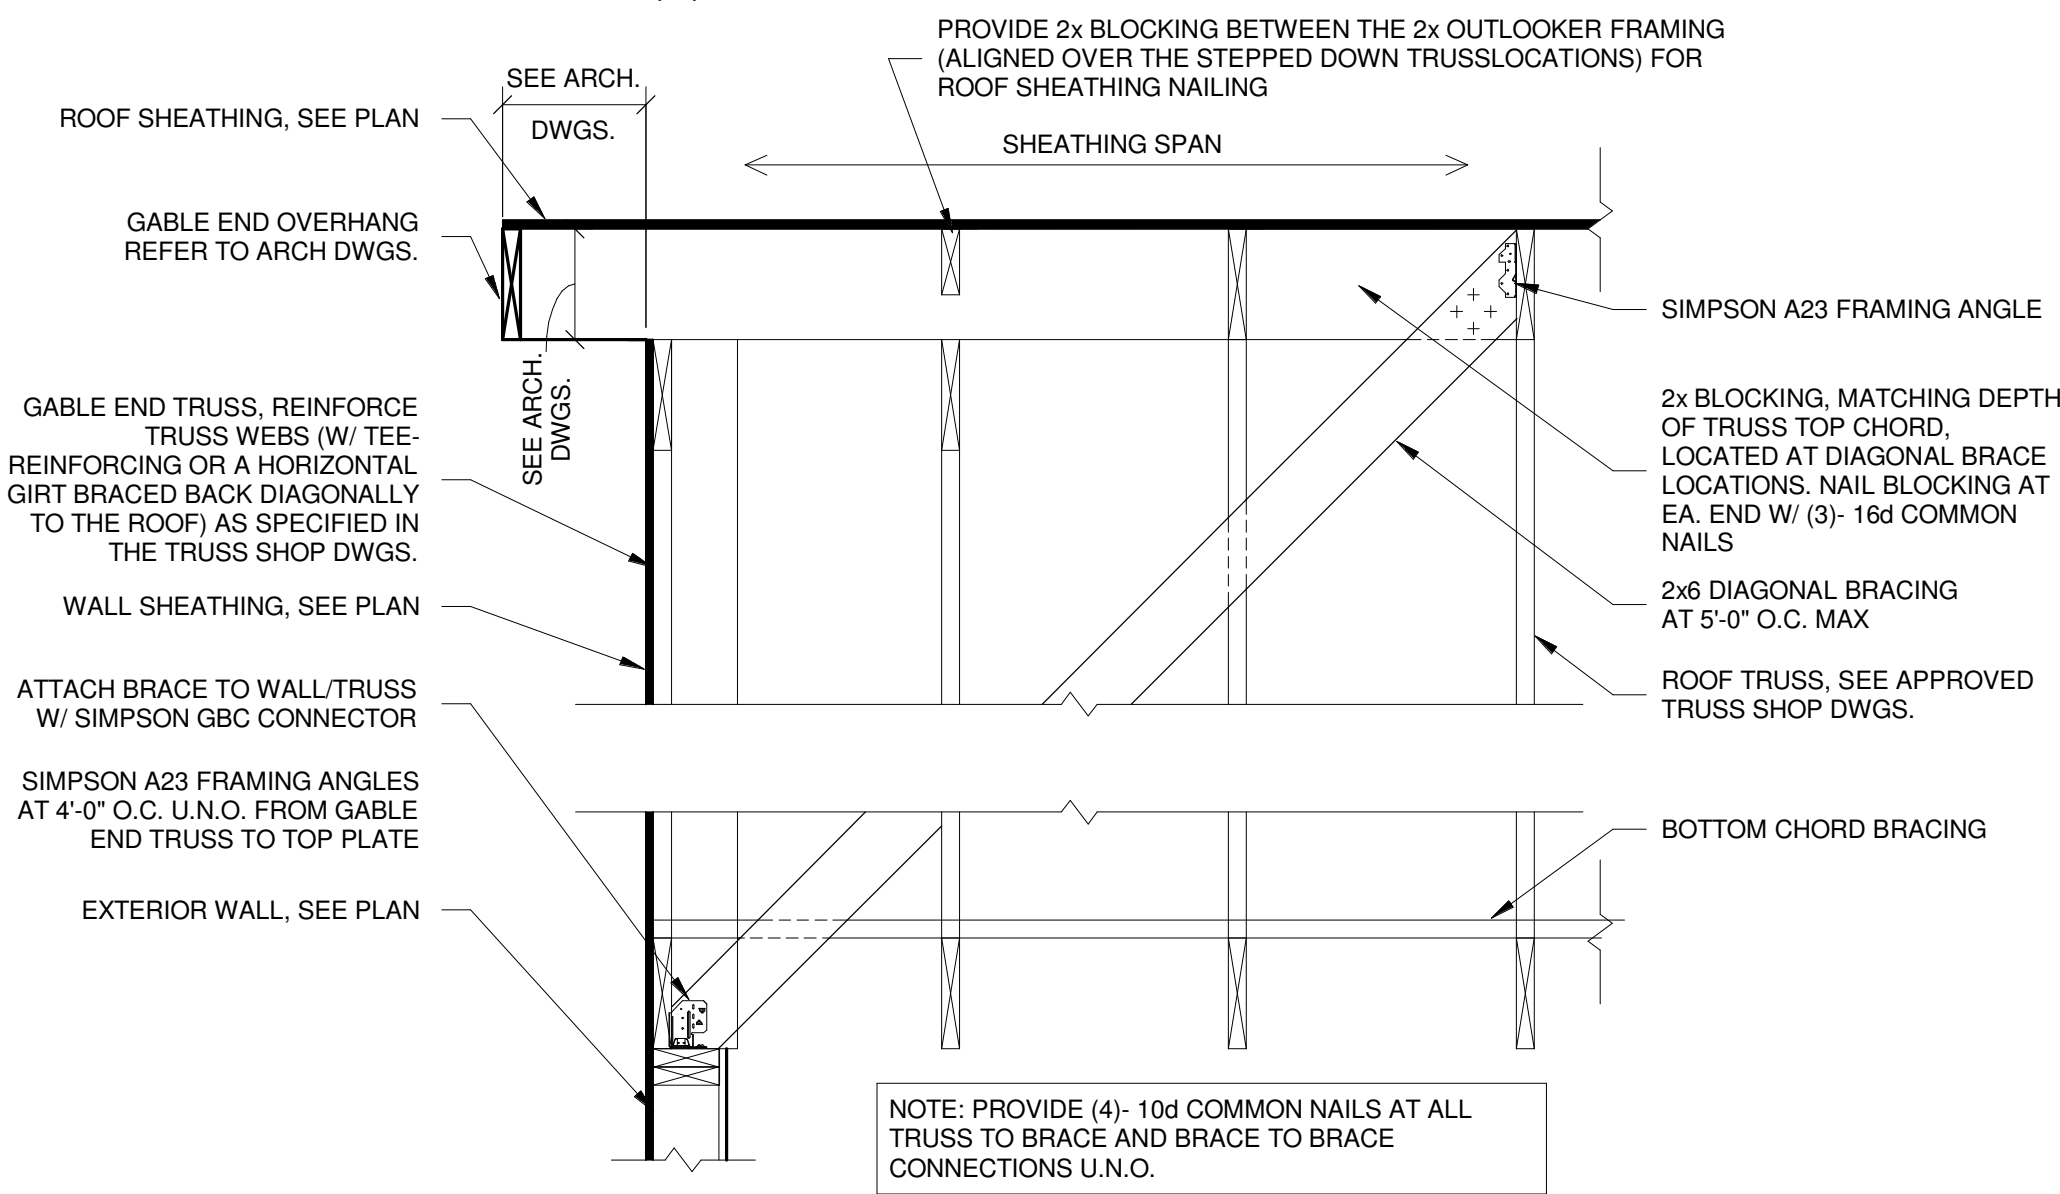 PROVIDE 2x BLOCKING BETWEEN THE 2x OUTLOOKER FRAMING
(ALIGNED OVER THE STEPPED DOWN TRUSSLOCATIONS) FOR
ROOF SHEATHING NAILING
SEE ARCH.
DWGS.
SHEATHING SPAN
ROOF SHEATHING, SEE PLAN
GABLE END OVERHANG
REFER TO ARCH DWGS.
SEE ARCH.
DWGS.
GABLE END TRUSS, REINFORCE
TRUSS WEBS (W/ TEE-
REINFORCING OR A HORIZONTAL
GIRT BRACED BACK DIAGONALLY
TO THE ROOF) AS SPECIFIED IN
THE TRUSS SHOP DWGS.
WALL SHEATHING, SEE PLAN
ATTACH BRACE TO WALL/TRUSS
W/ SIMPSON GBC CONNECTOR
SIMPSON A23 FRAMING ANGLES
AT 4'-0" O.C. U.N.O. FROM GABLE
END TRUSS TO TOP PLATE
EXTERIOR WALL, SEE PLAN
SIMPSON A23 FRAMING ANGLE
2x BLOCKING, MATCHING DEPTH
OF TRUSS TOP CHORD,
LOCATED AT DIAGONAL BRACE
LOCATIONS. NAIL BLOCKING AT
EA. END W/ (3)- 16d COMMON
NAILS
2x6 DIAGONAL BRACING
AT 5'-0" O.C. MAX
ROOF TRUSS, SEE APPROVED
TRUSS SHOP DWGS.
BOTTOM CHORD BRACING
NOTE: PROVIDE (4)- 10d COMMON NAILS AT ALL
TRUSS TO BRACE AND BRACE TO BRACE
CONNECTIONS U.N.O.